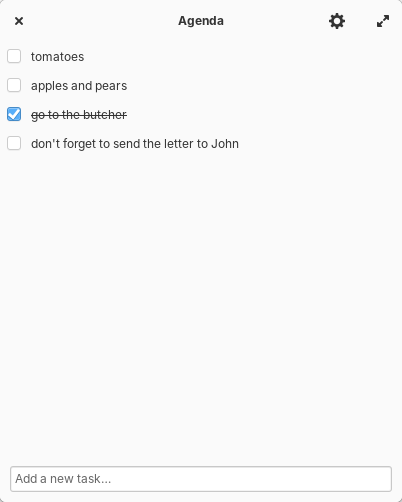 Agenda
tomatoes
apples and pears
go to the butcher
don't forget to send the letter to John
Add a new task...